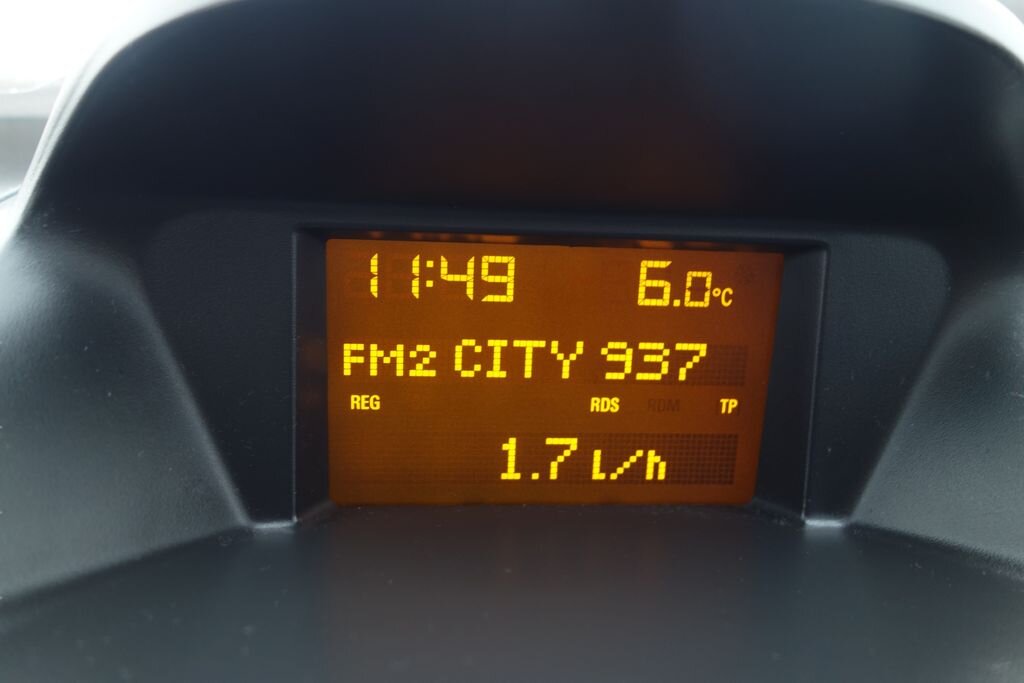 11:49 6.0°C
FM2 CITY 937
REG RDS RDM TP
1.7 l/h